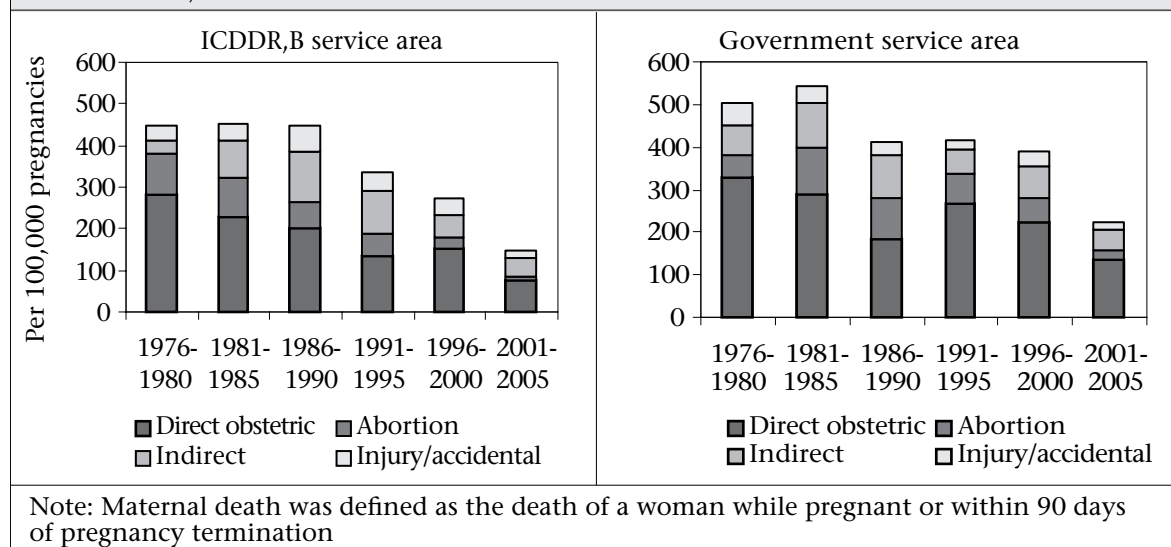 ICDDR,B service area
Per 100,000 pregnancies
600
500
400
300
200
100
0
1976- 1981- 1986- 1991- 1996- 2001-
1980 1985 1990 1995 2000 2005
Direct obstetric Abortion
Indirect Injury/accidental
Government service area
600
500
400
300
200
100
0
1976- 1981- 1986- 1991- 1996- 2001-
1980 1985 1990 1995 2000 2005
Direct obstetric Abortion
Indirect Injury/accidental
Note: Maternal death was defined as the death of a woman while pregnant or within 90 days
of pregnancy termination